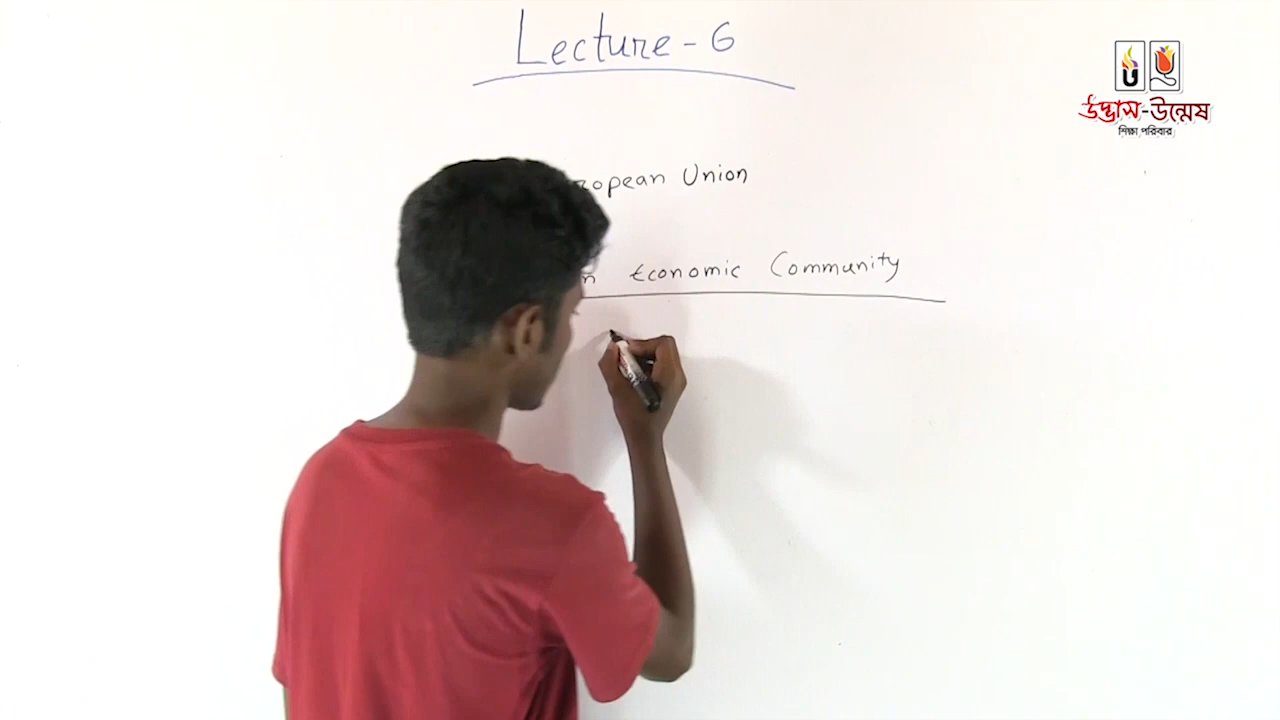 Lecture - 6
উদ্ভাস-উন্মেষ
শিক্ষা পরিবার
ropean Union
n Economic Community